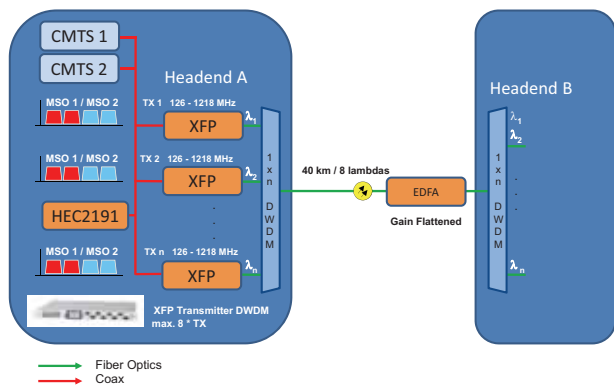 CMTS 1
CMTS 2
Headend A
MSO 1 / MSO 2
TX 1 126 - 1218 MHz
XFP
λ1
MSO 1 / MSO 2
TX 2 126 - 1218 MHz
XFP
λ2
HEC2191
MSO 1 / MSO 2
TX n 126 - 1218 MHz
XFP
λn
1xn DWDM
XFP Transmitter DWDM
max. 8 * TX
40 km / 8 lambdas
EDFA
Gain Flattened
Headend B
1xn DWDM
λ1
λ2
λn
Fiber Optics
Coax